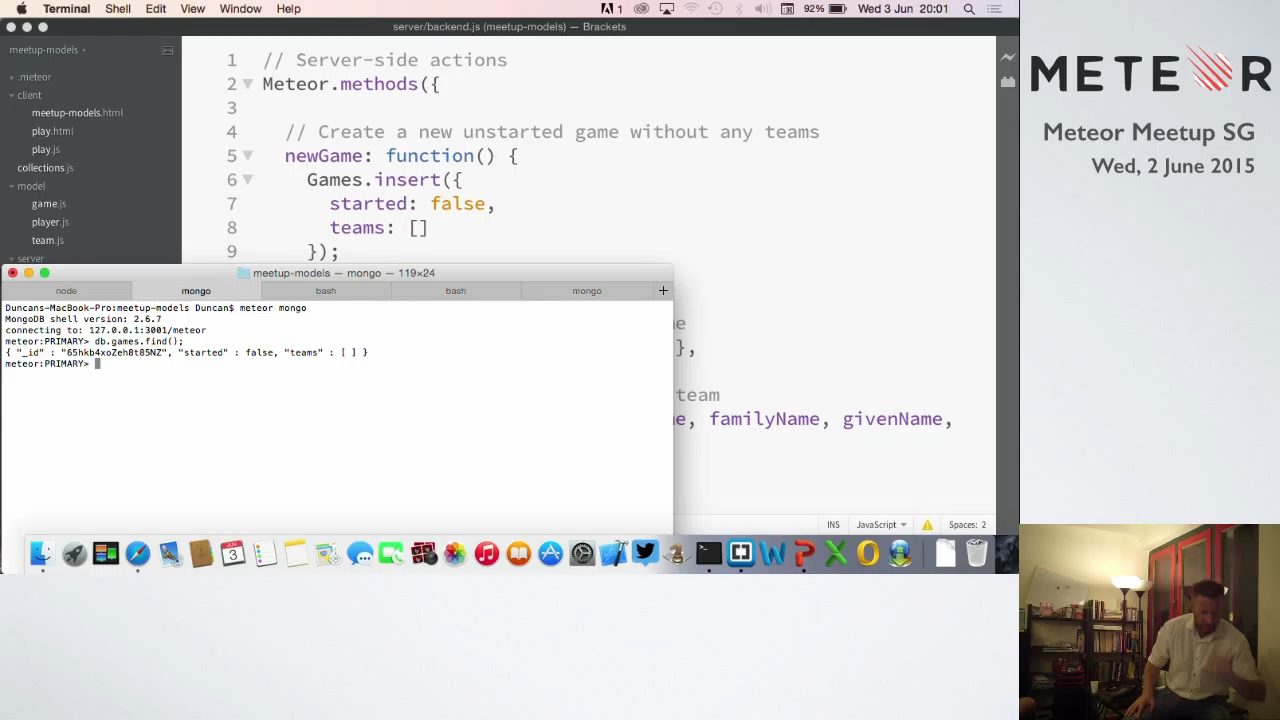 Terminal Shell Edit View Window Help
1 92% Wed 3 Jun 20:01
server/backend.js (meetup-models) — Brackets
meetup-models
.meteor
client
meetup-models.html
play.html
play.js
collections.js
model
game.js
player.js
team.js
server
1 // Server-side actions
2 Meteor.methods({
3
4 // Create a new unstarted game without any teams
5 newGame: function() {
6 Games.insert({
7 started: false,
8 teams: []
9 });
me
},
team
me, familyName, givenName,
INS JavaScript Spaces: 2
meetup-models — mongo — 119×24
node mongo bash bash mongo +
Duncans-MacBook-Pro:meetup-models Duncan$ meteor mongo
MongoDB shell version: 2.6.7
connecting to: 127.0.0.1:3001/meteor
meteor:PRIMARY> db.games.find();
{ "_id" : "65hkb4xoZeh8t85NZ", "started" : false, "teams" : [ ] }
meteor:PRIMARY>
JUN
3
METEOR
Meteor Meetup SG
Wed, 2 June 2015